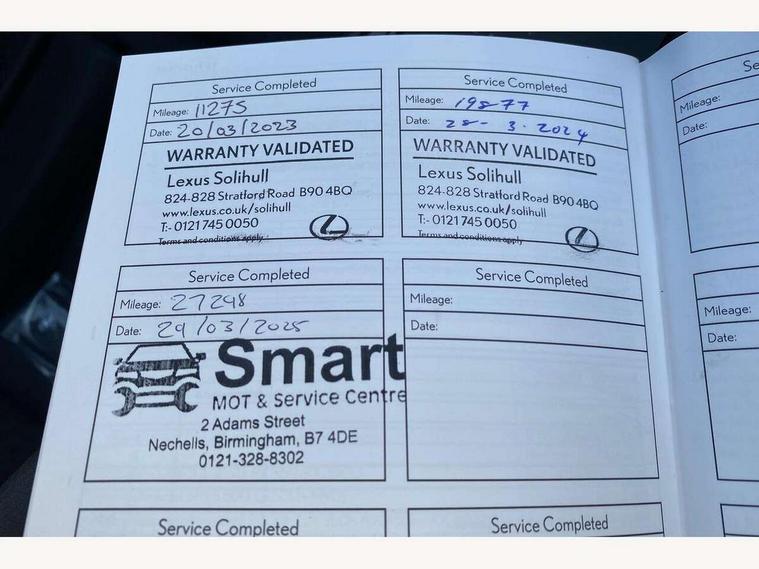 Service Completed
Mileage: 11275
Date: 20/03/2023
WARRANTY VALIDATED
Lexus Solihull
824-828 Stratford Road B90 4BQ
www.lexus.co.uk/solihull
T:- 0121 745 0050
Terms and conditions apply
Service Completed
Mileage: 19877
Date: 28-3.2024
WARRANTY VALIDATED
Lexus Solihull
824-828 Stratford Road B90 4BQ
www.lexus.co.uk/solihull
T:- 0121 745 0050
Terms and conditions apply
Se
Mileage:
Date:
Service Completed
Mileage: 27248
Date: 29/03/2025
Smart
MOT & Service Centre
2 Adams Street
Nechells, Birmingham, B7 4DE
0121-328-8302
Service Completed
Mileage:
Date:
Mileage:
Date:
Service Completed
Service Completed